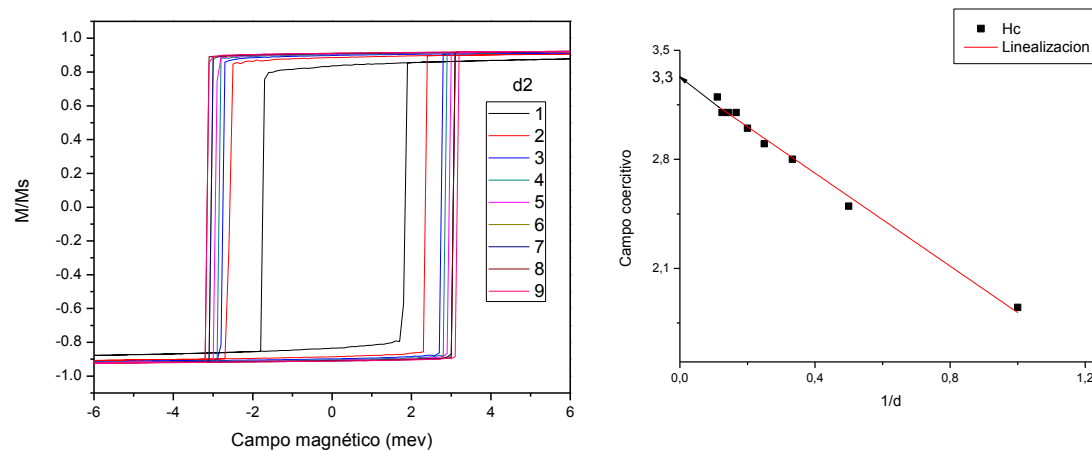 1.0
0.8
0.6
0.4
0.2
0.0
-0.2
-0.4
-0.6
-0.8
-1.0
M/Ms
-6 -4 -2 0 2 4 6
Campo magnético (mev)
d2
1
2
3
4
5
6
7
8
9
Hc
Linealizacion
3,5
3,3
2,8
2,1
Campo coercitivo
0,0 0,4 0,8 1,2
1/d